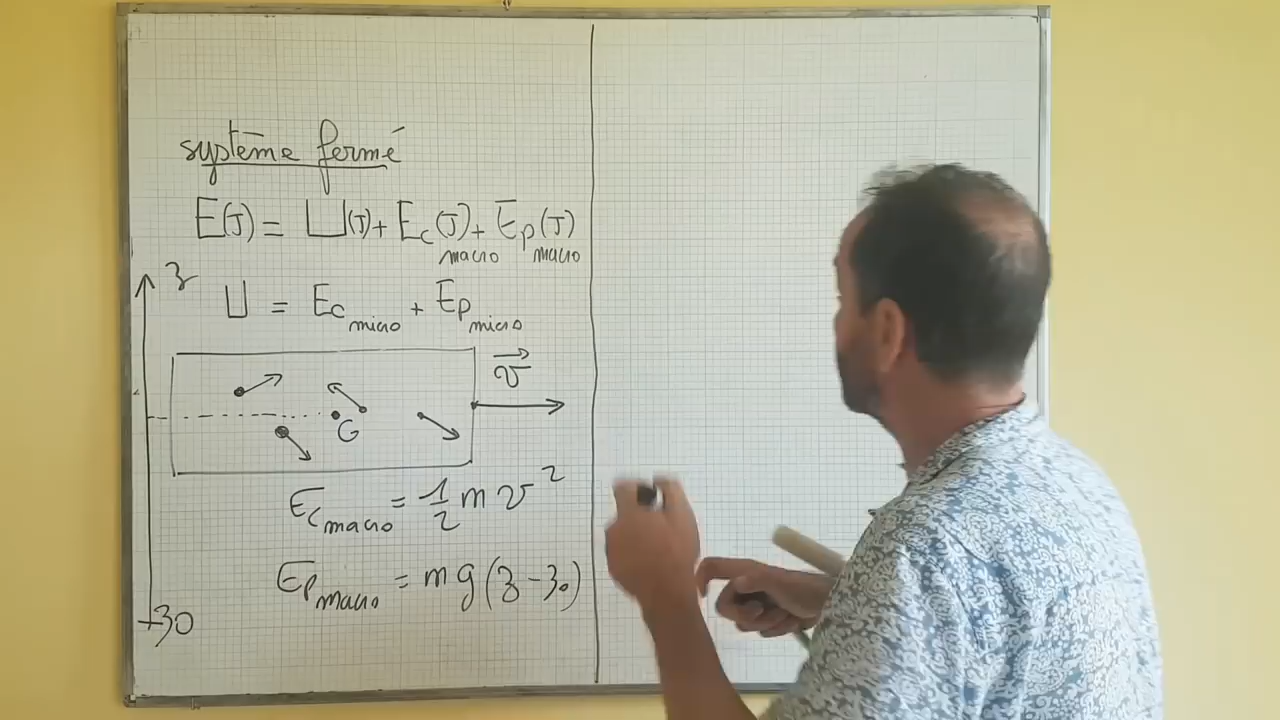 système fermé
E(J) = U(J) + Ec(J) + Ep(J)
macro macro
z
U = Ec micro + Ep micro
v
G
Ec macro = 1/2 m v²
Ep macro = mg(z - z₀)
z₀